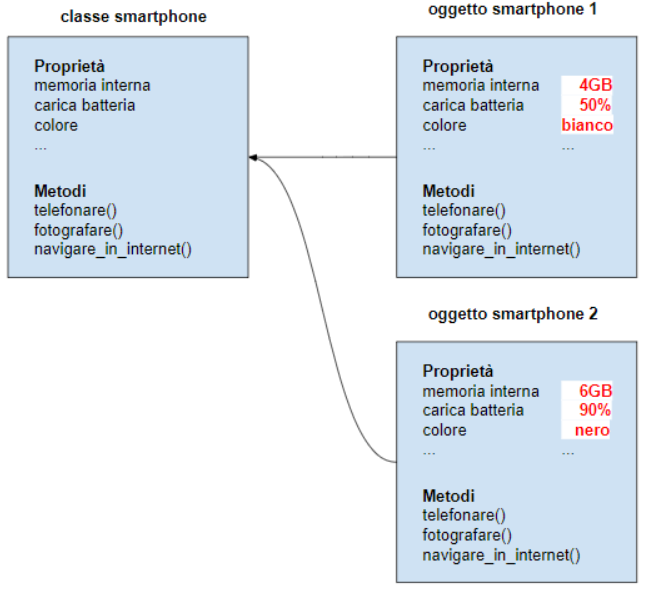 classe smartphone
Proprietà
memoria interna
carica batteria
colore
...
Metodi
telefonare()
fotografare()
navigare_in_internet()
oggetto smartphone 1
Proprietà
memoria interna 4GB
carica batteria 50%
colore bianco
... ...
Metodi
telefonare()
fotografare()
navigare_in_internet()
oggetto smartphone 2
Proprietà
memoria interna 6GB
carica batteria 90%
colore nero
... ...
Metodi
telefonare()
fotografare()
navigare_in_internet()